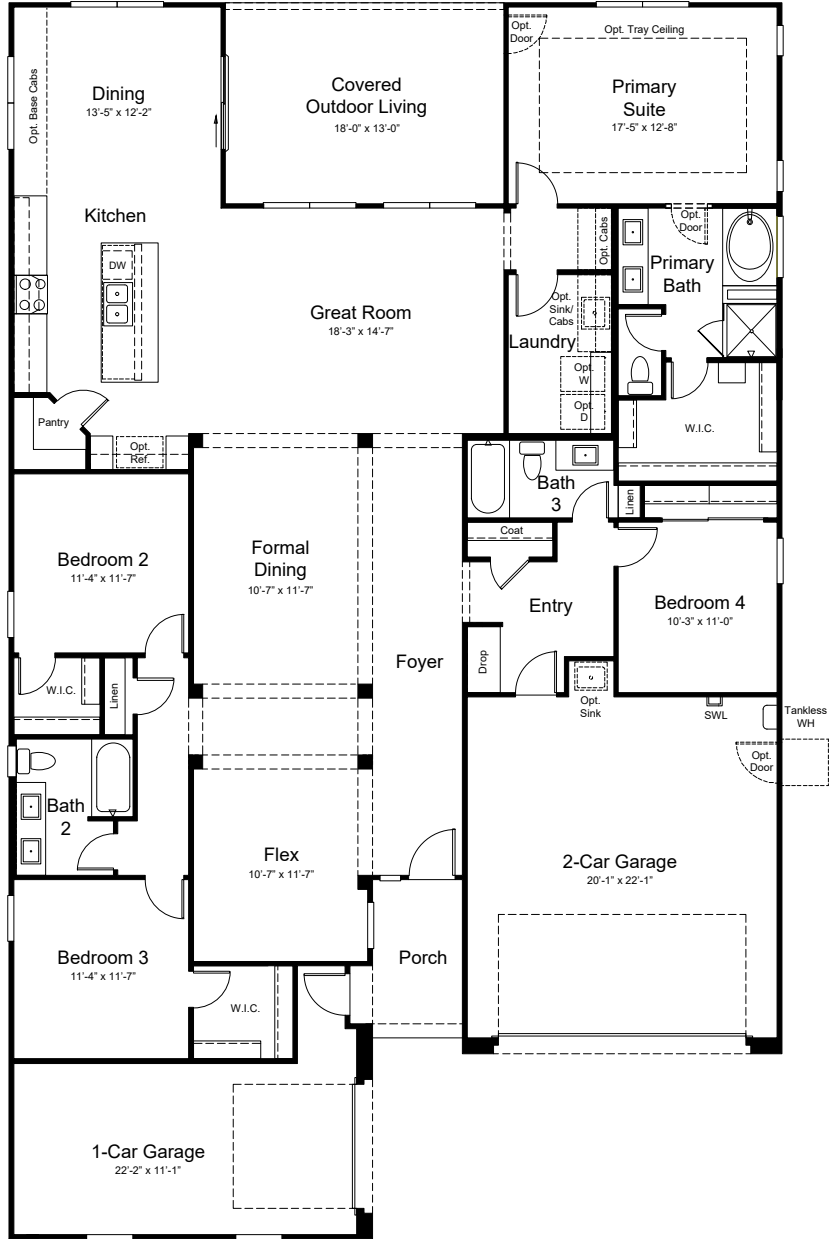 Opt. Base Cabs
Dining
13'-5" x 12'-2"
Covered
Outdoor Living
18'-0" x 13'-0"
Opt.
Door
Opt. Tray Ceiling
Primary
Suite
17'-5" x 12'-8"
Kitchen
DW
Great Room
18'-3" x 14'-7"
Opt. Cabs
Opt.
Door
Primary
Bath
Opt.
Sink/
Cabs
Laundry
Opt.
W
Opt.
D
W.I.C.
Pantry
Opt.
Ref.
Bath
3
Linen
Coat
Bedroom 2
11'-4" x 11'-7"
Formal
Dining
10'-7" x 11'-7"
Entry
Bedroom 4
10'-3" x 11'-0"
Foyer
Drop
W.I.C.
Linen
Opt.
Sink
SWL
Tankless
WH
Opt.
Door
Bath
2
Flex
10'-7" x 11'-7"
2-Car Garage
20'-1" x 22'-1"
Bedroom 3
11'-4" x 11'-7"
Porch
W.I.C.
1-Car Garage
22'-2" x 11'-1"